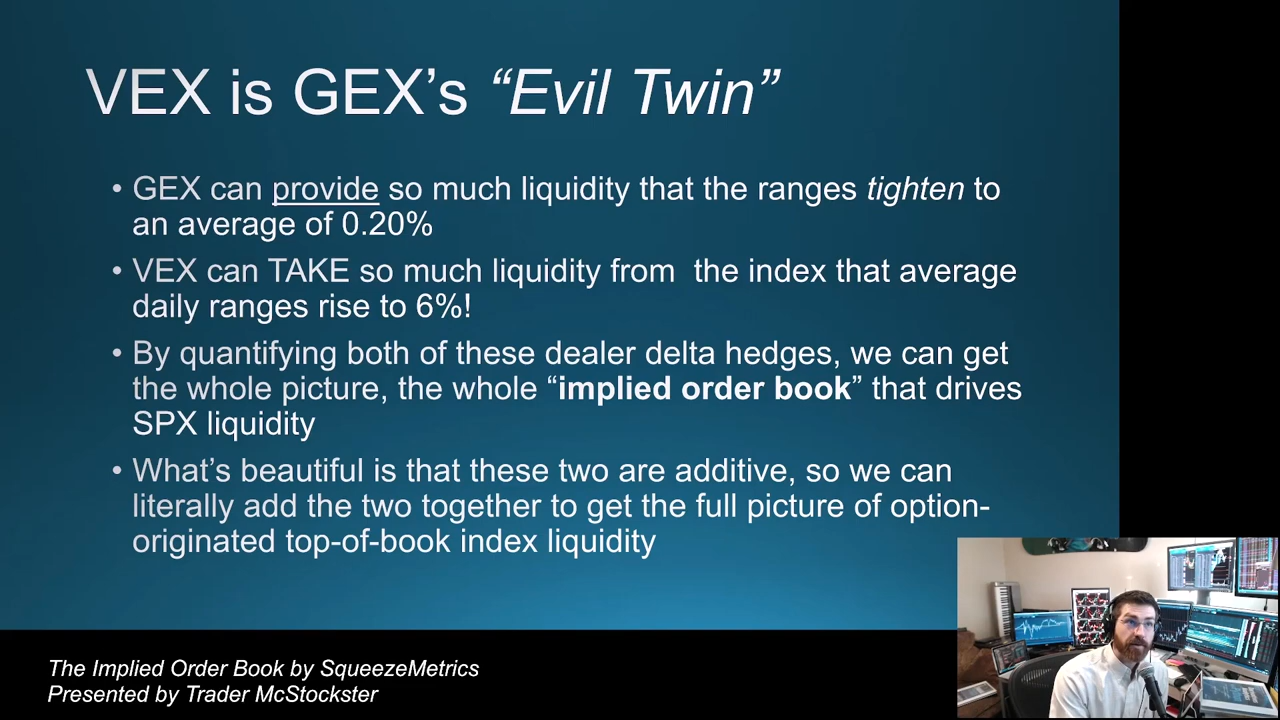 VEX is GEX's “Evil Twin”
• GEX can provide so much liquidity that the ranges tighten to
an average of 0.20%
• VEX can TAKE so much liquidity from  the index that average
daily ranges rise to 6%!
• By quantifying both of these dealer delta hedges, we can get
the whole picture, the whole “implied order book” that drives
SPX liquidity
• What's beautiful is that these two are additive, so we can
literally add the two together to get the full picture of option-
originated top-of-book index liquidity
The Implied Order Book by SqueezeMetrics
Presented by Trader McStockster